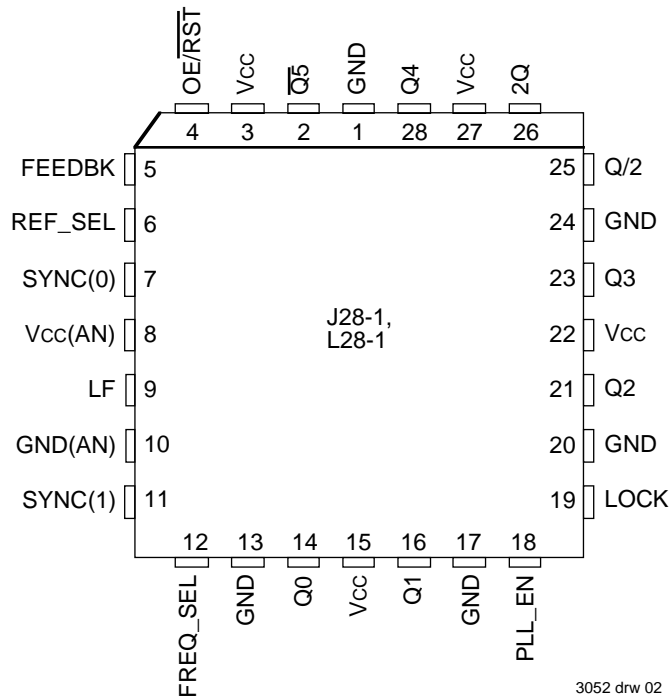 OE/R̅S̅T̅
VCC
Q̅5
GND
Q4
VCC
2Q
4 3 2 1 28 27 26
FEEDBK 5
REF_SEL 6
SYNC(0) 7
VCC(AN) 8
LF 9
GND(AN) 10
SYNC(1) 11
J28-1,
L28-1
25 Q/2
24 GND
23 Q3
22 VCC
21 Q2
20 GND
19 LOCK
12 13 14 15 16 17 18
FREQ_SEL
GND
Q0
VCC
Q1
GND
PLL_EN
3052 drw 02